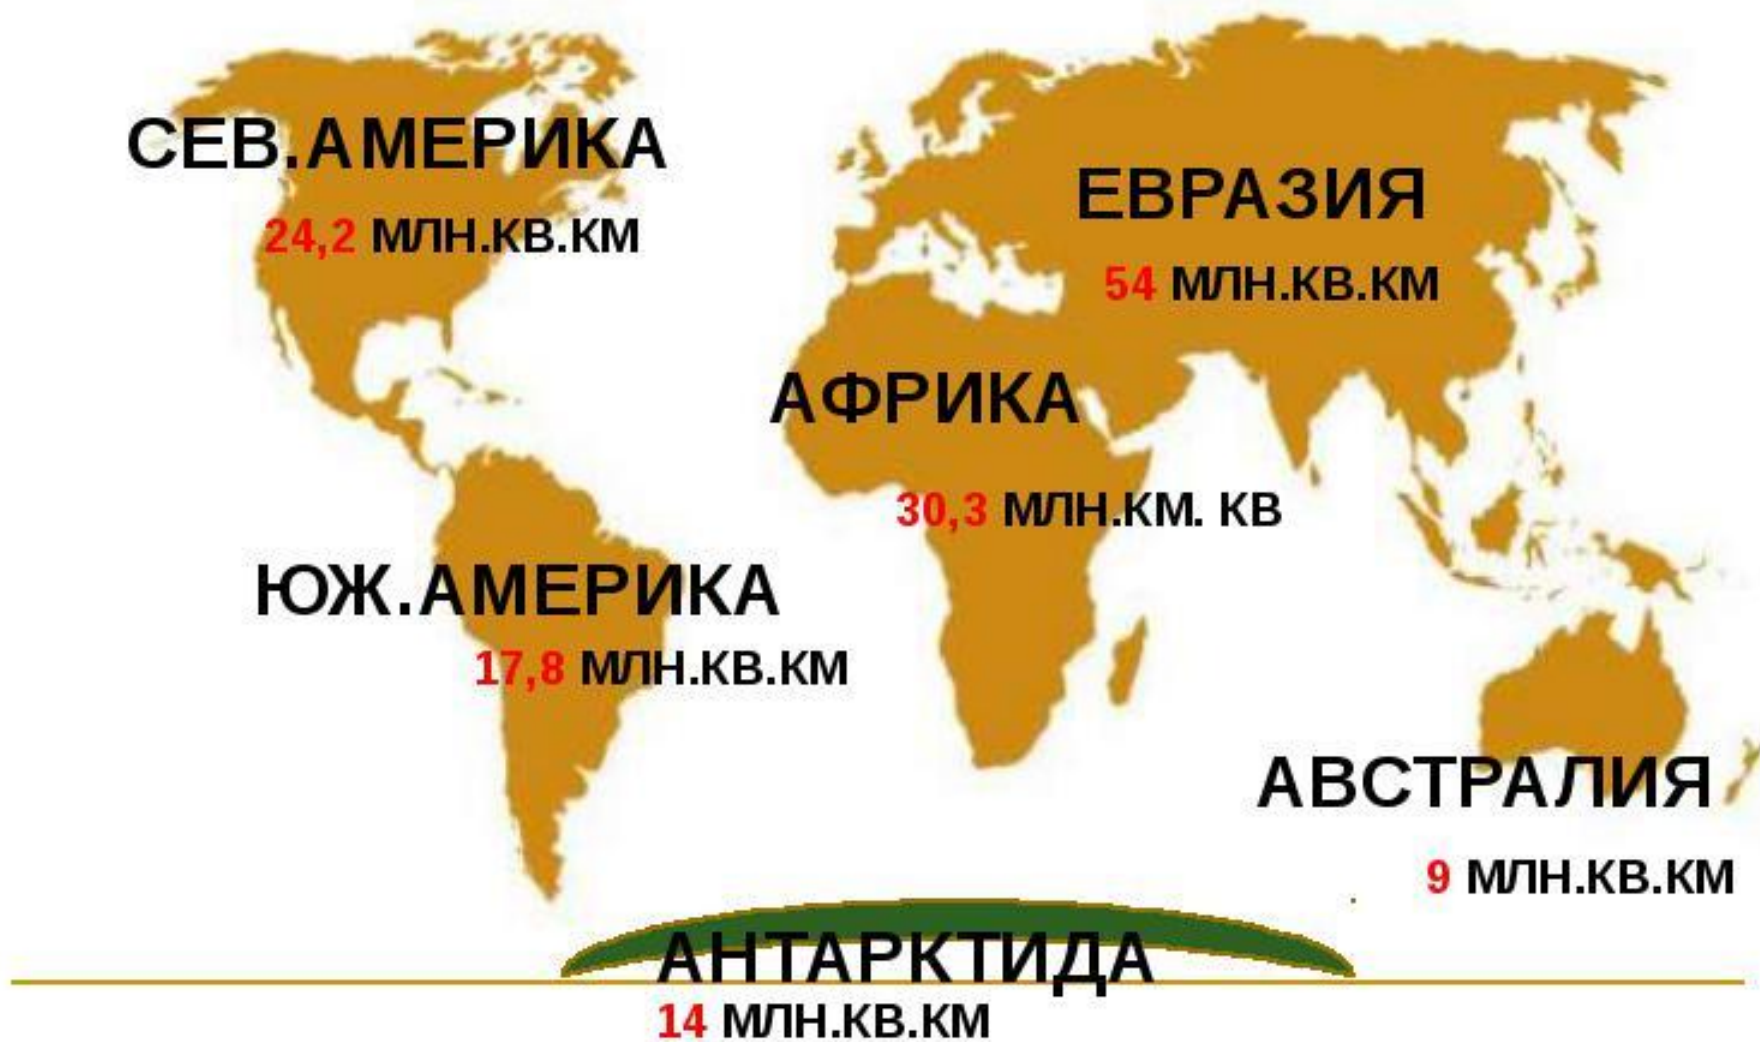 СЕВ.АМЕРИКА
24,2 МЛН.КВ.КМ
ЕВРАЗИЯ
54 МЛН.КВ.КМ
АФРИКА
30,3 МЛН.КМ. КВ
ЮЖ.АМЕРИКА
17,8 МЛН.КВ.КМ
АВСТРАЛИЯ
9 МЛН.КВ.КМ
АНТАРКТИДА
14 МЛН.КВ.КМ